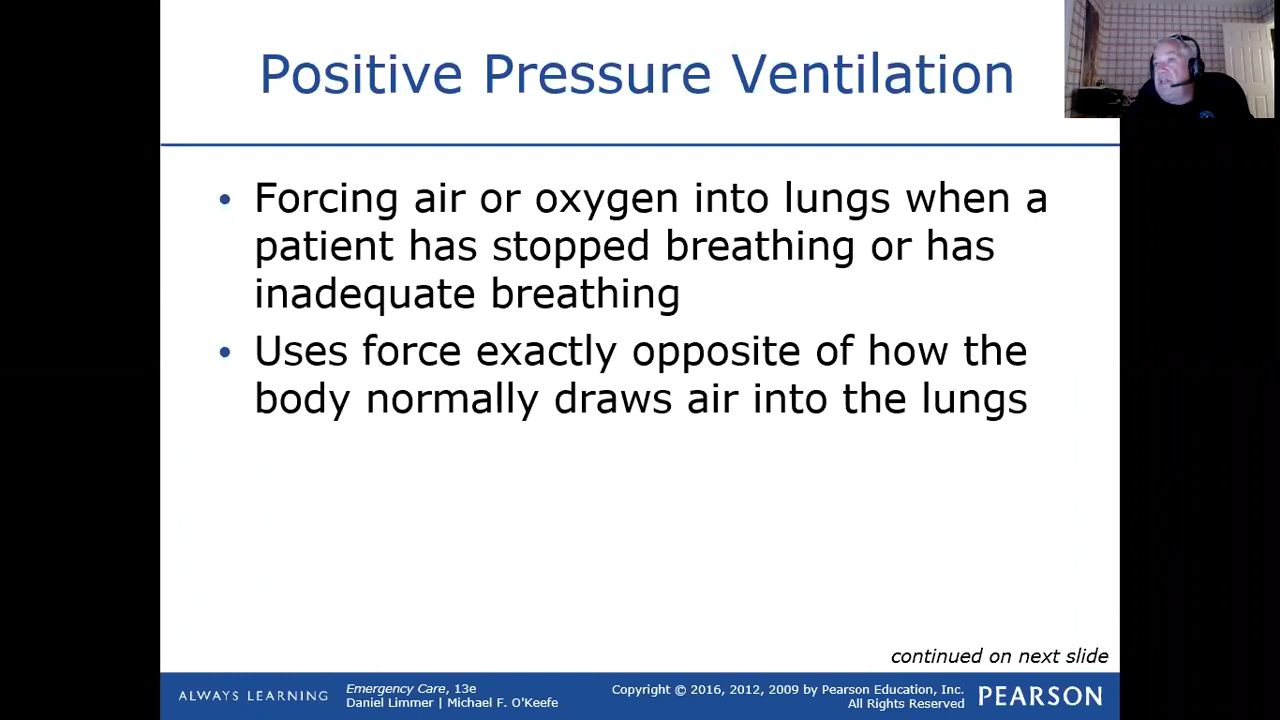 Positive Pressure Ventilation
• Forcing air or oxygen into lungs when a
patient has stopped breathing or has
inadequate breathing
• Uses force exactly opposite of how the
body normally draws air into the lungs
continued on next slide
ALWAYS LEARNING
Emergency Care, 13e
Daniel Limmer | Michael F. O'Keefe
Copyright © 2016, 2012, 2009 by Pearson Education, Inc.
All Rights Reserved
PEARSON